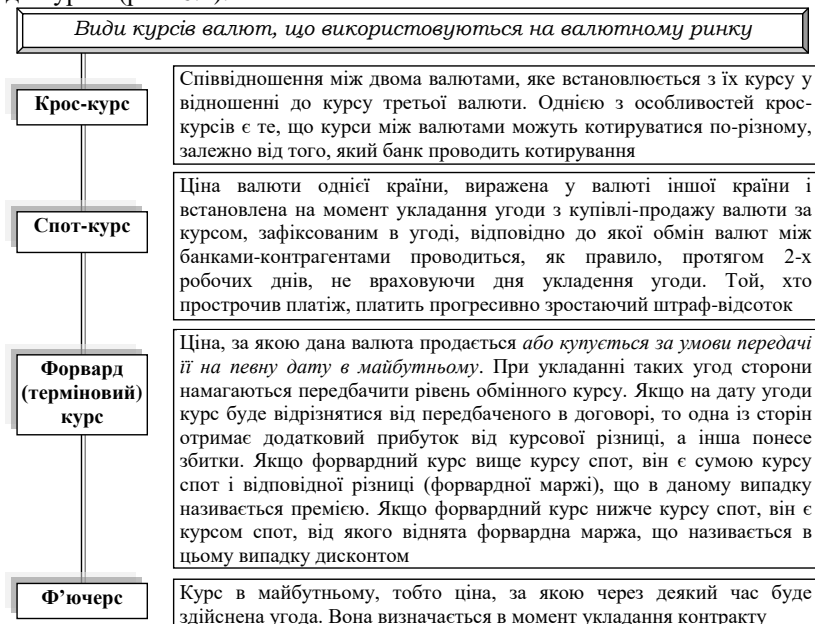 Види курсів валют, що використовуються на валютному ринку
Крос-курс
Співвідношення між двома валютами, яке встановлюється з їх курсу у
відношенні до курсу третьої валюти. Однією з особливостей крос-
курсів є те, що курси між валютами можуть котируватися по-різному,
залежно від того, який банк проводить котирування
Спот-курс
Ціна валюти однієї країни, виражена у валюті іншої країни і
встановлена на момент укладання угоди з купівлі-продажу валюти за
курсом, зафіксованим в угоді, відповідно до якої обмін валют між
банками-контрагентами проводиться, як правило, протягом 2-х
робочих днів, не враховуючи дня укладення угоди. Той, хто
прострочив платіж, платить прогресивно зростаючий штраф-відсоток
Форвард
(терміновий)
курс
Ціна, за якою дана валюта продається або купується за умови передачі
її на певну дату в майбутньому. При укладанні таких угод сторони
намагаються передбачити рівень обмінного курсу. Якщо на дату угоди
курс буде відрізнятися від передбаченого в договорі, то одна із сторін
отримає додатковий прибуток від курсової різниці, а інша понесе
збитки. Якщо форвардний курс вище курсу спот, він є сумою курсу
спот і відповідної різниці (форвардної маржі), що в даному випадку
називається премією. Якщо форвардний курс нижче курсу спот, він є
курсом спот, від якого віднята форвардна маржа, що називається в
цьому випадку дисконтом
Ф’ючерс
Курс в майбутньому, тобто ціна, за якою через деякий час буде
здійснена угода. Вона визначається в момент укладання контракту